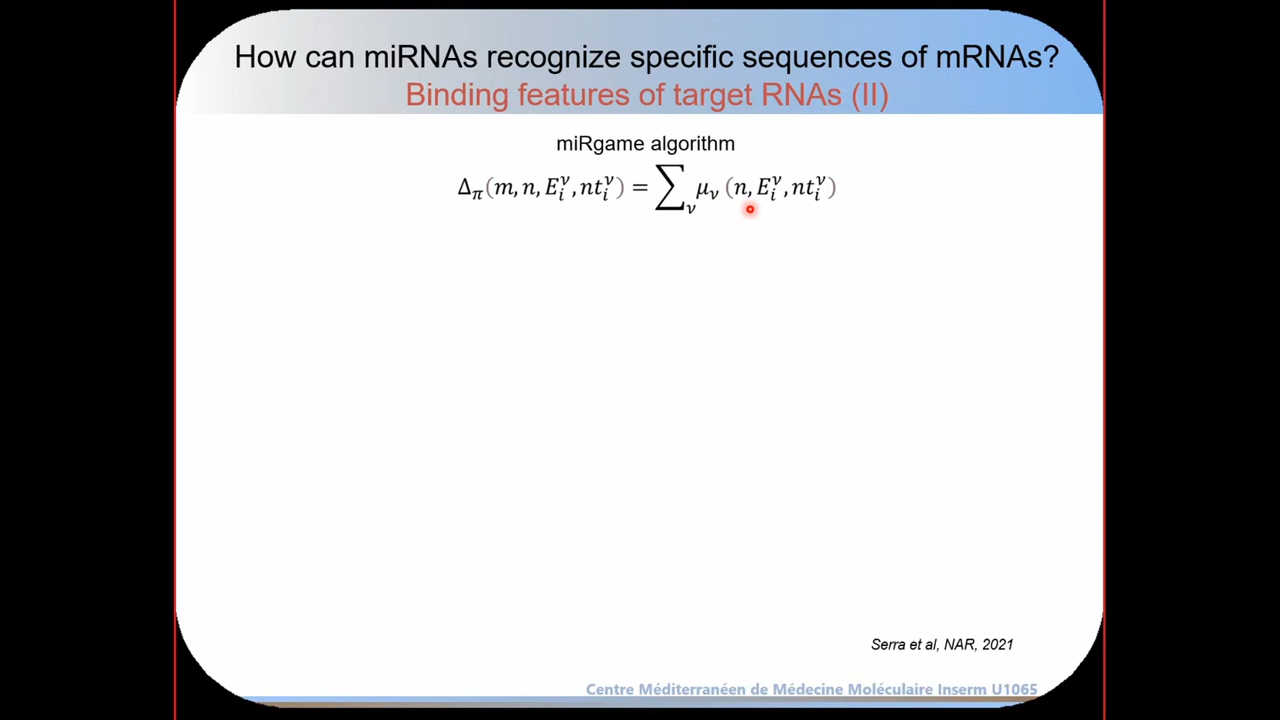 How can miRNAs recognize specific sequences of mRNAs?
Binding features of target RNAs (II)
miRgame algorithm
Δ_π(m, n, E_i^ν, nt_i^ν) = ∑_ν μ_ν (n, E_i^ν, nt_i^ν)
Serra et al, NAR, 2021
Centre Méditerranéen de Médecine Moléculaire Inserm U1065